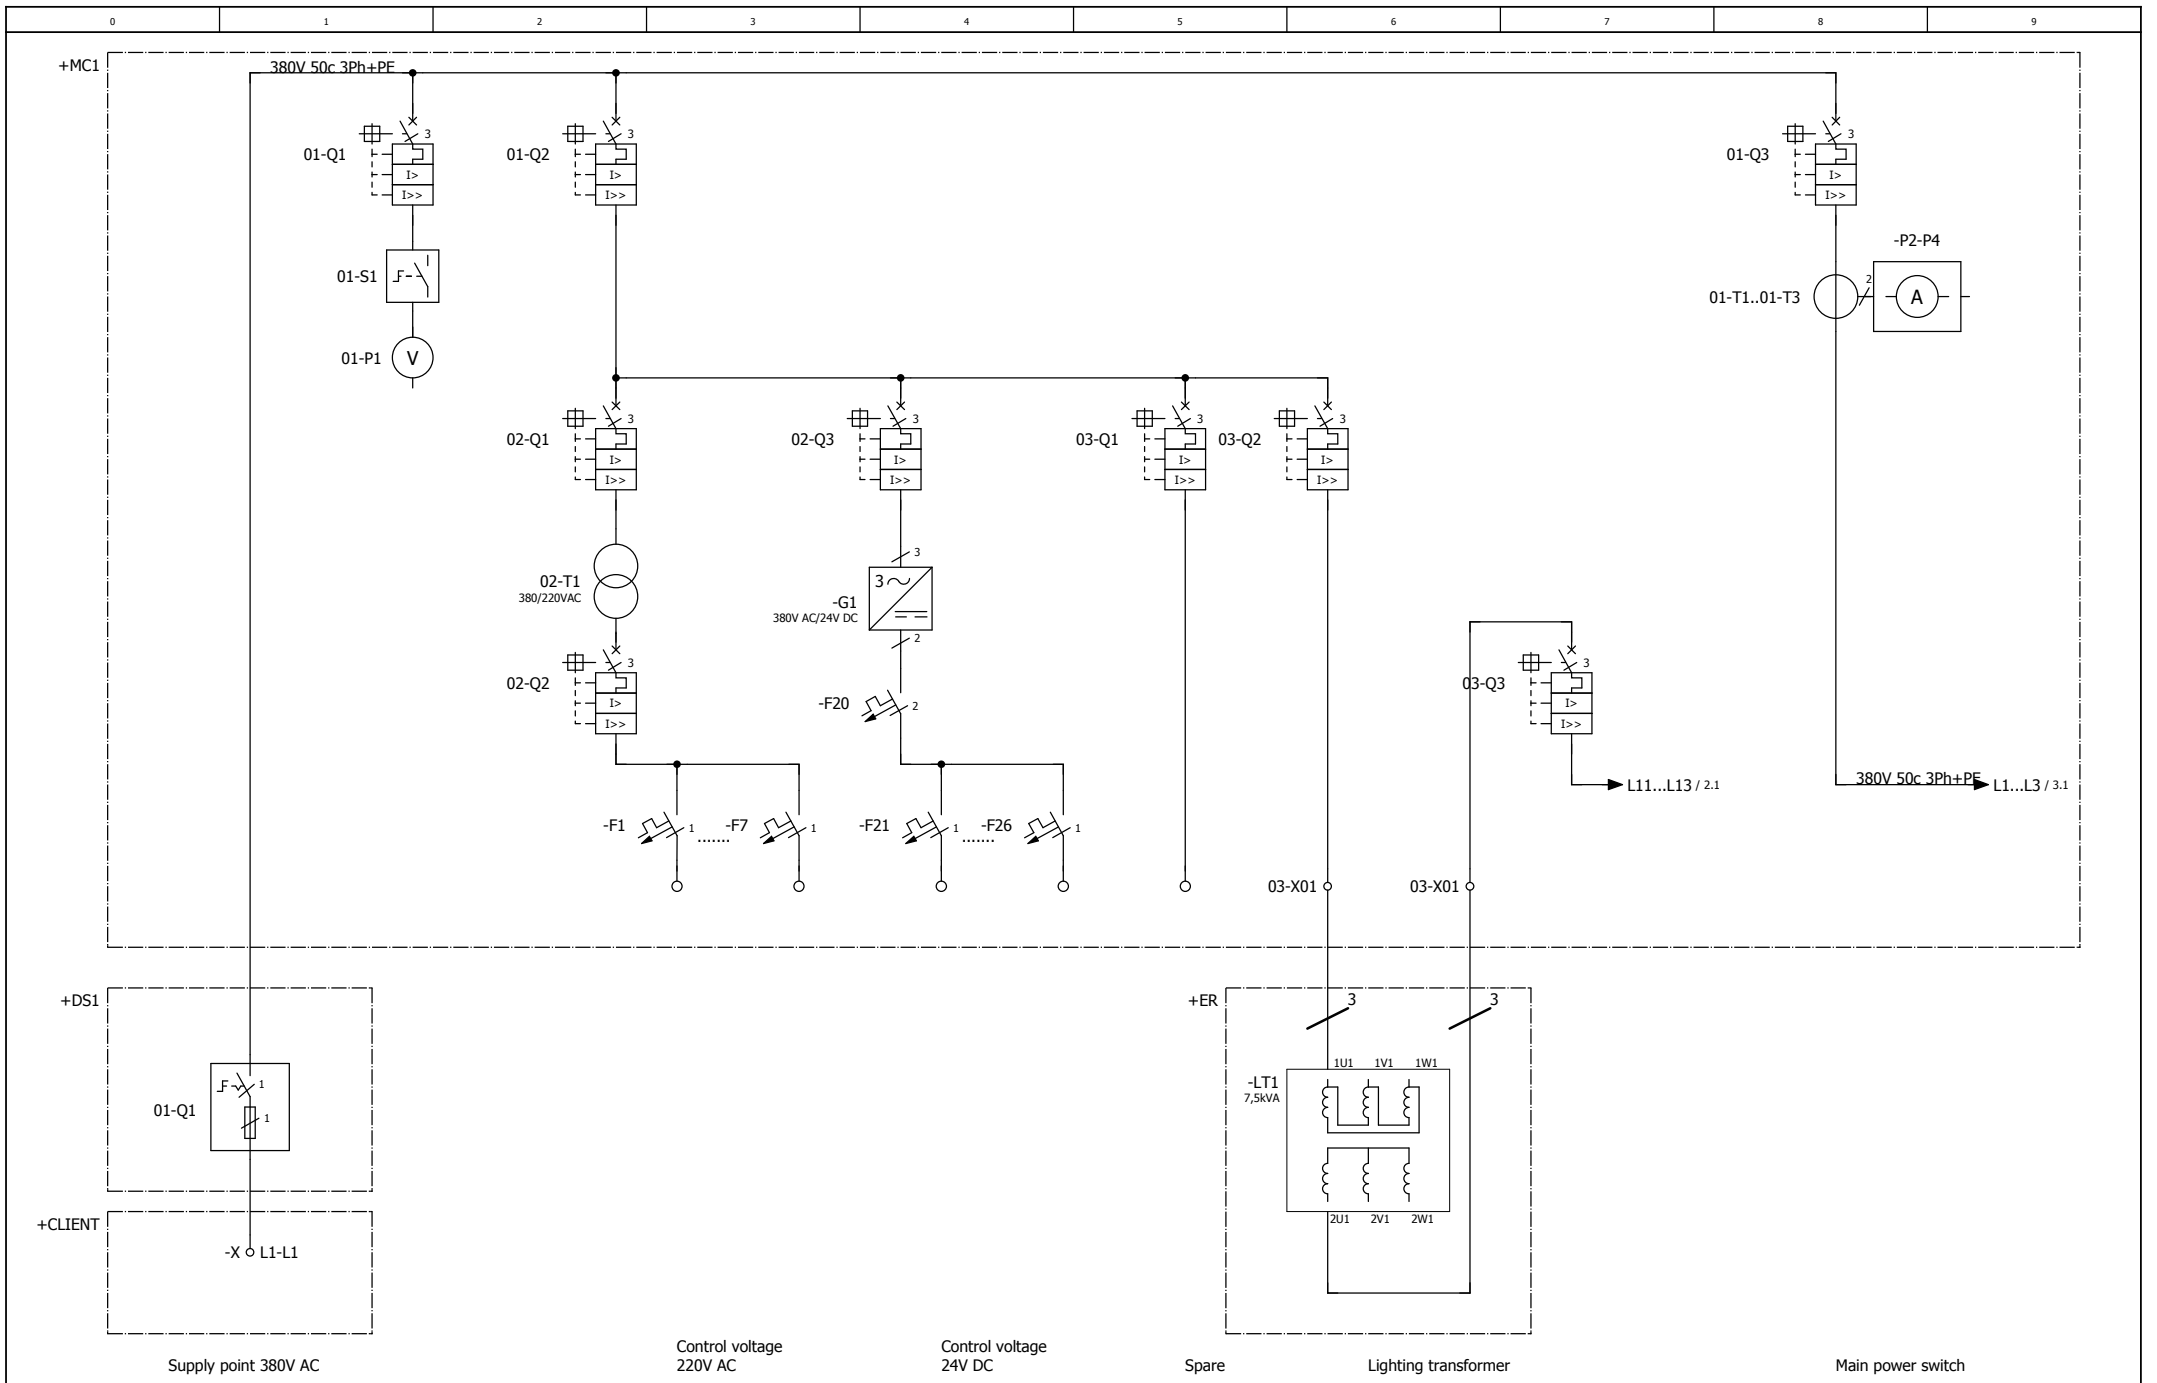 0 1 2 3 4 5 6 7 8 9
+MC1
380V 50c 3Ph+PE
3 3 3
01-Q1 01-Q2 01-Q3
I> I> I>
I>> I>> I>>
-P2-P4
01-S1
01-T1..01-T3 2 A
01-P1 V
3 3 3 3
02-Q1 02-Q3 03-Q1 03-Q2
I> I> I> I>
I>> I>> I>> I>>
3
02-T1 3
380/220VAC
-G1
380V AC/24V DC
2
3 3
02-Q2 03-Q3
I> I>
-F20 2
I>> I>>
380V 50c 3Ph+PE
L11...L13 / 2.1 L1...L3 / 3.1
-F1 1 ....... -F7 1 -F21 1 ....... -F26 1
03-X01 03-X01
+DS1 +ER 3 3
1U1 1V1 1W1
1 -LT1
7,5kVA
01-Q1 1
2U1 2V1 2W1
+CLIENT
-X L1-L1
Control voltage Control voltage
Supply point 380V AC 220V AC 24V DC Spare Lighting transformer Main power switch